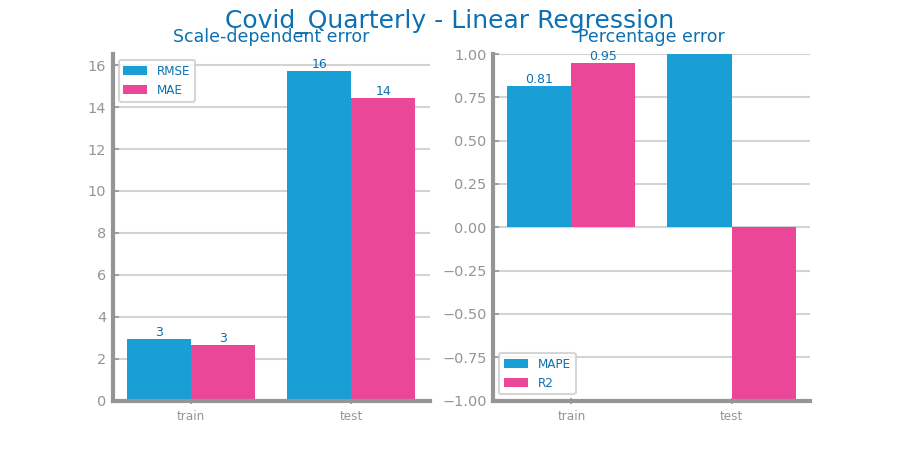 Covid_Quarterly - Linear Regression
Scale-dependent error
16
14
12
10
8
6
4
2
0
RMSE
MAE
3
3
16
14
train
test
Percentage error
1.00
0.75
0.50
0.25
0.00
−0.25
−0.50
−0.75
−1.00
0.81
0.95
MAPE
R2
train
test